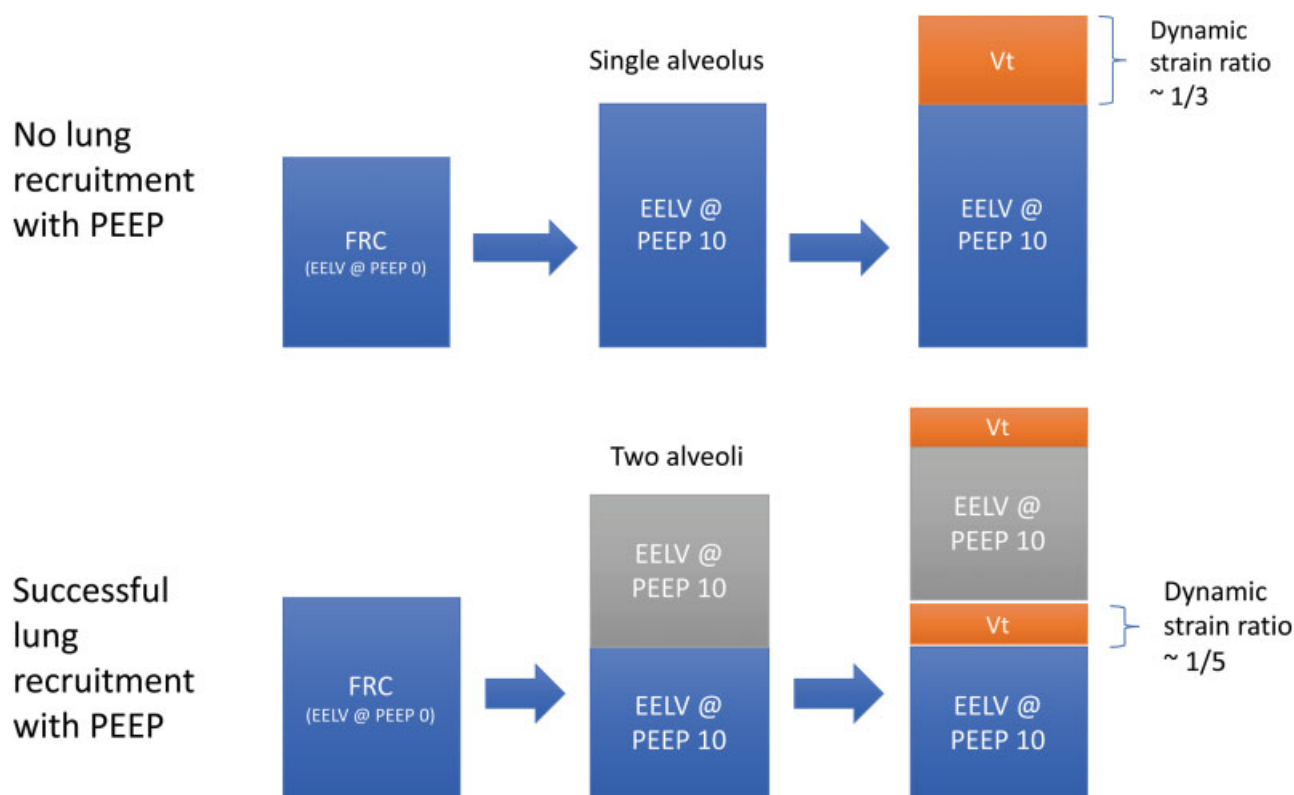 No lung
recruitment
with PEEP
FRC
(EELV @ PEEP 0)
Single alveolus
EELV @
PEEP 10
Vt
EELV @
PEEP 10
Dynamic
strain ratio
~ 1/3
Successful
lung
recruitment
with PEEP
FRC
(EELV @ PEEP 0)
Two alveoli
EELV @
PEEP 10
EELV @
PEEP 10
Vt
EELV @
PEEP 10
Vt
EELV @
PEEP 10
Dynamic
strain ratio
~ 1/5